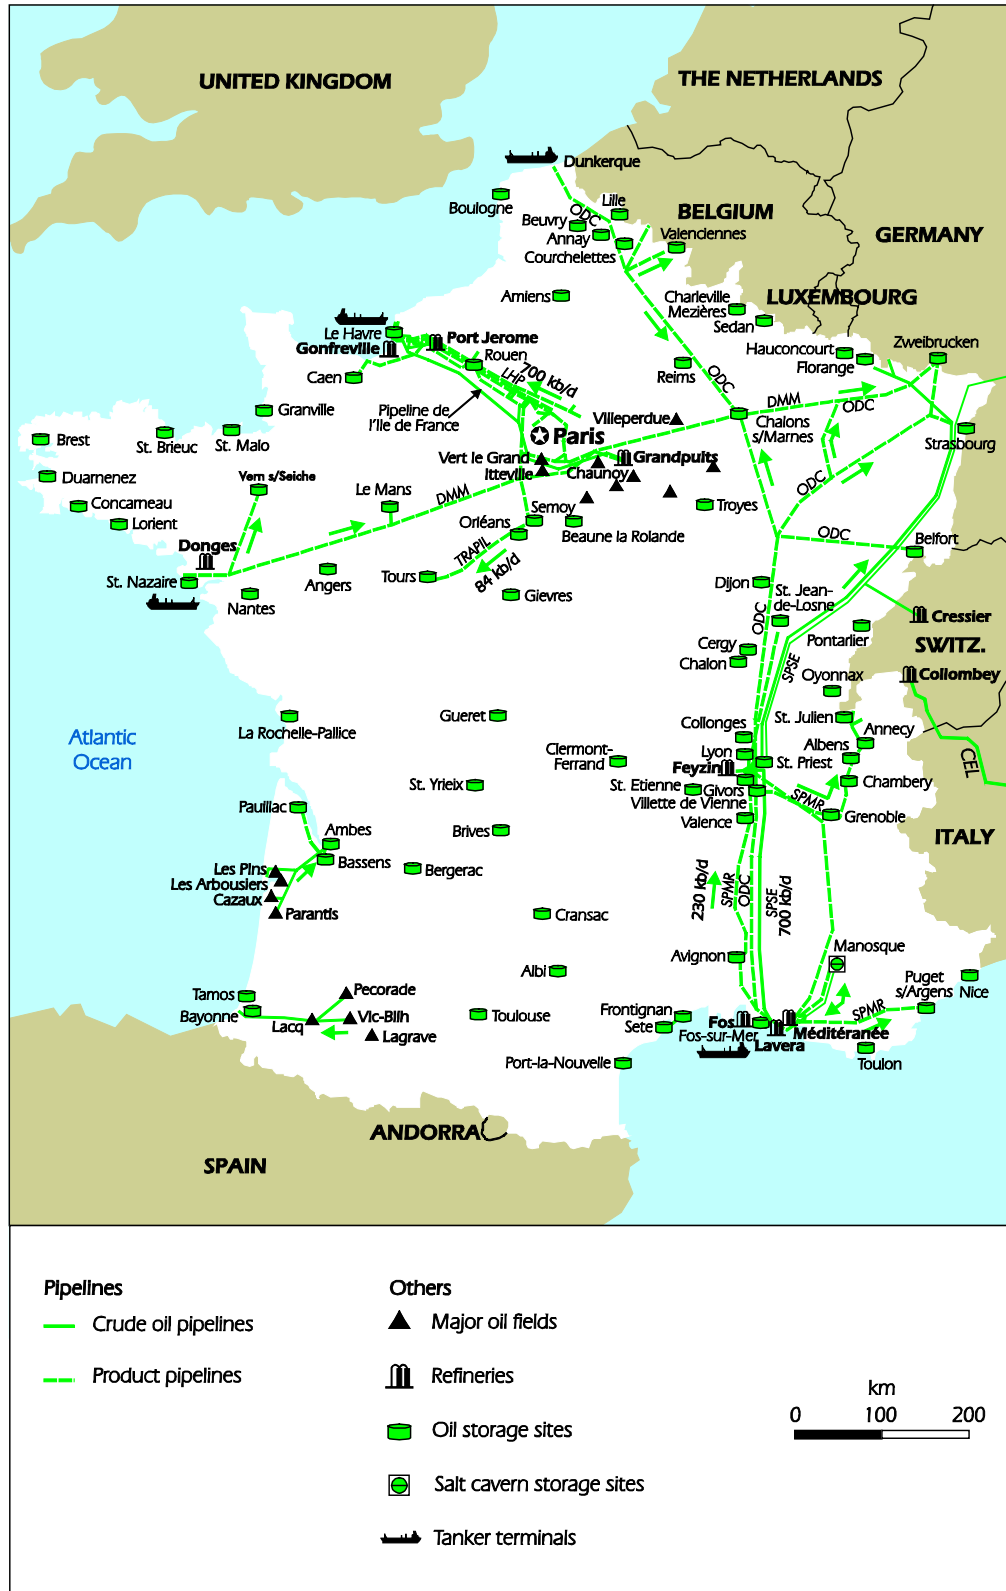 UNITED KINGDOM
THE NETHERLANDS
Dunkerque
Boulogne
Lille
BELGIUM
ODC
Beuvry
Annay
Courchelettes
Valenciennes
GERMANY
Amiens
Charleville
Mezières
LUXEMBOURG
Sedan
Le Havre
Gonfreville
Port Jerome
Rouen
Hauconcourt
Florange
Zweibrucken
Caen
LHP
700 kb/d
Reims
ODC
DMM
ODC
Pipeline de
l'Ile de France
Granville
Villeperdue
Chalons
s/Marnes
Strasbourg
Brest
St. Brieuc
St. Malo
Paris
Vert le Grand
Itteville
Chaunoy
Grandpuits
Duarnenez
Vern s/Seiche
Le Mans
DMM
ODC
Concarneau
Lorient
Semoy
Orléans
Beaune la Rolande
Troyes
Donges
TRAPIL
84 kb/d
ODC
Belfort
St. Nazaire
Nantes
Angers
Tours
Gievres
Dijon
St. Jean-
de-Losne
ODC
Cressier
Pontarlier
SWITZ.
Cergy
Chalon
SPSE
Oyonnax
Collombey
La Rochelle-Pallice
Gueret
Collonges
St. Julien
Annecy
Atlantic
Ocean
Clermont-
Ferrand
Lyon
Albens
CEL
Feyzin
St. Priest
St. Yrieix
St. Etienne
Givors
Chambery
Villette de Vienne
SPMR
Pauillac
Valence
Grenoble
Ambes
Brives
ITALY
Bassens
Bergerac
Les Pins
Les Arbousiers
Cazaux
Parantis
230 kb/d
SPMR
ODC
SPSE
700 kb/d
Cransac
Manosque
Avignon
Albi
Puget
s/Argens
Nice
Pecorade
Tarnos
Bayonne
Lacq
Vic-Bilh
Lagrave
Toulouse
Frontignan
Sete
Fos
Fos-sur-Mer
Lavera
Méditéranée
SPMR
Toulon
Port-la-Nouvelle
ANDORRA
SPAIN
Pipelines
Crude oil pipelines
Product pipelines
Others
Major oil fields
Refineries
Oil storage sites
Salt cavern storage sites
Tanker terminals
km
0 100 200